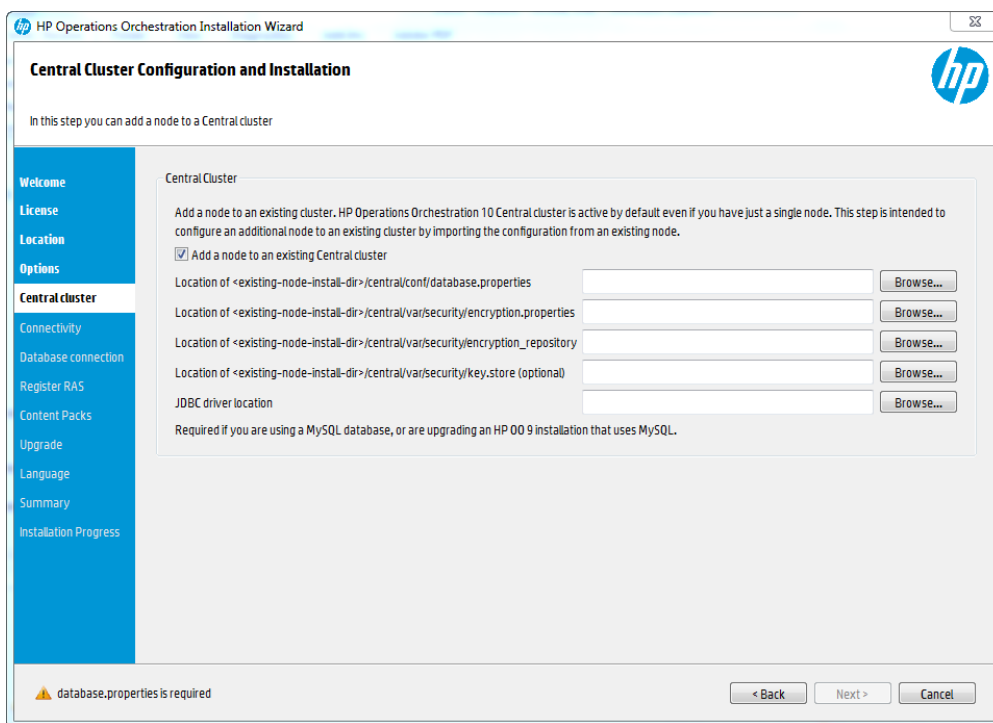 HP Operations Orchestration Installation Wizard
Central Cluster Configuration and Installation
hp
In this step you can add a node to a Central cluster
Welcome
License
Location
Options
Central cluster
Connectivity
Database connection
Register RAS
Content Packs
Upgrade
Language
Summary
Installation Progress
Central Cluster
Add a node to an existing cluster. HP Operations Orchestration 10 Central cluster is active by default even if you have just a single node. This step is intended to
configure an additional node to an existing cluster by importing the configuration from an existing node.
Add a node to an existing Central cluster
Location of <existing-node-install-dir>/central/conf/database.properties Browse...
Location of <existing-node-install-dir>/central/var/security/encryption.properties Browse...
Location of <existing-node-install-dir>/central/var/security/encryption_repository Browse...
Location of <existing-node-install-dir>/central/var/security/key.store (optional) Browse...
JDBC driver location Browse...
Required if you are using a MySQL database, or are upgrading an HP OO 9 installation that uses MySQL.
database.properties is required
< Back Next > Cancel